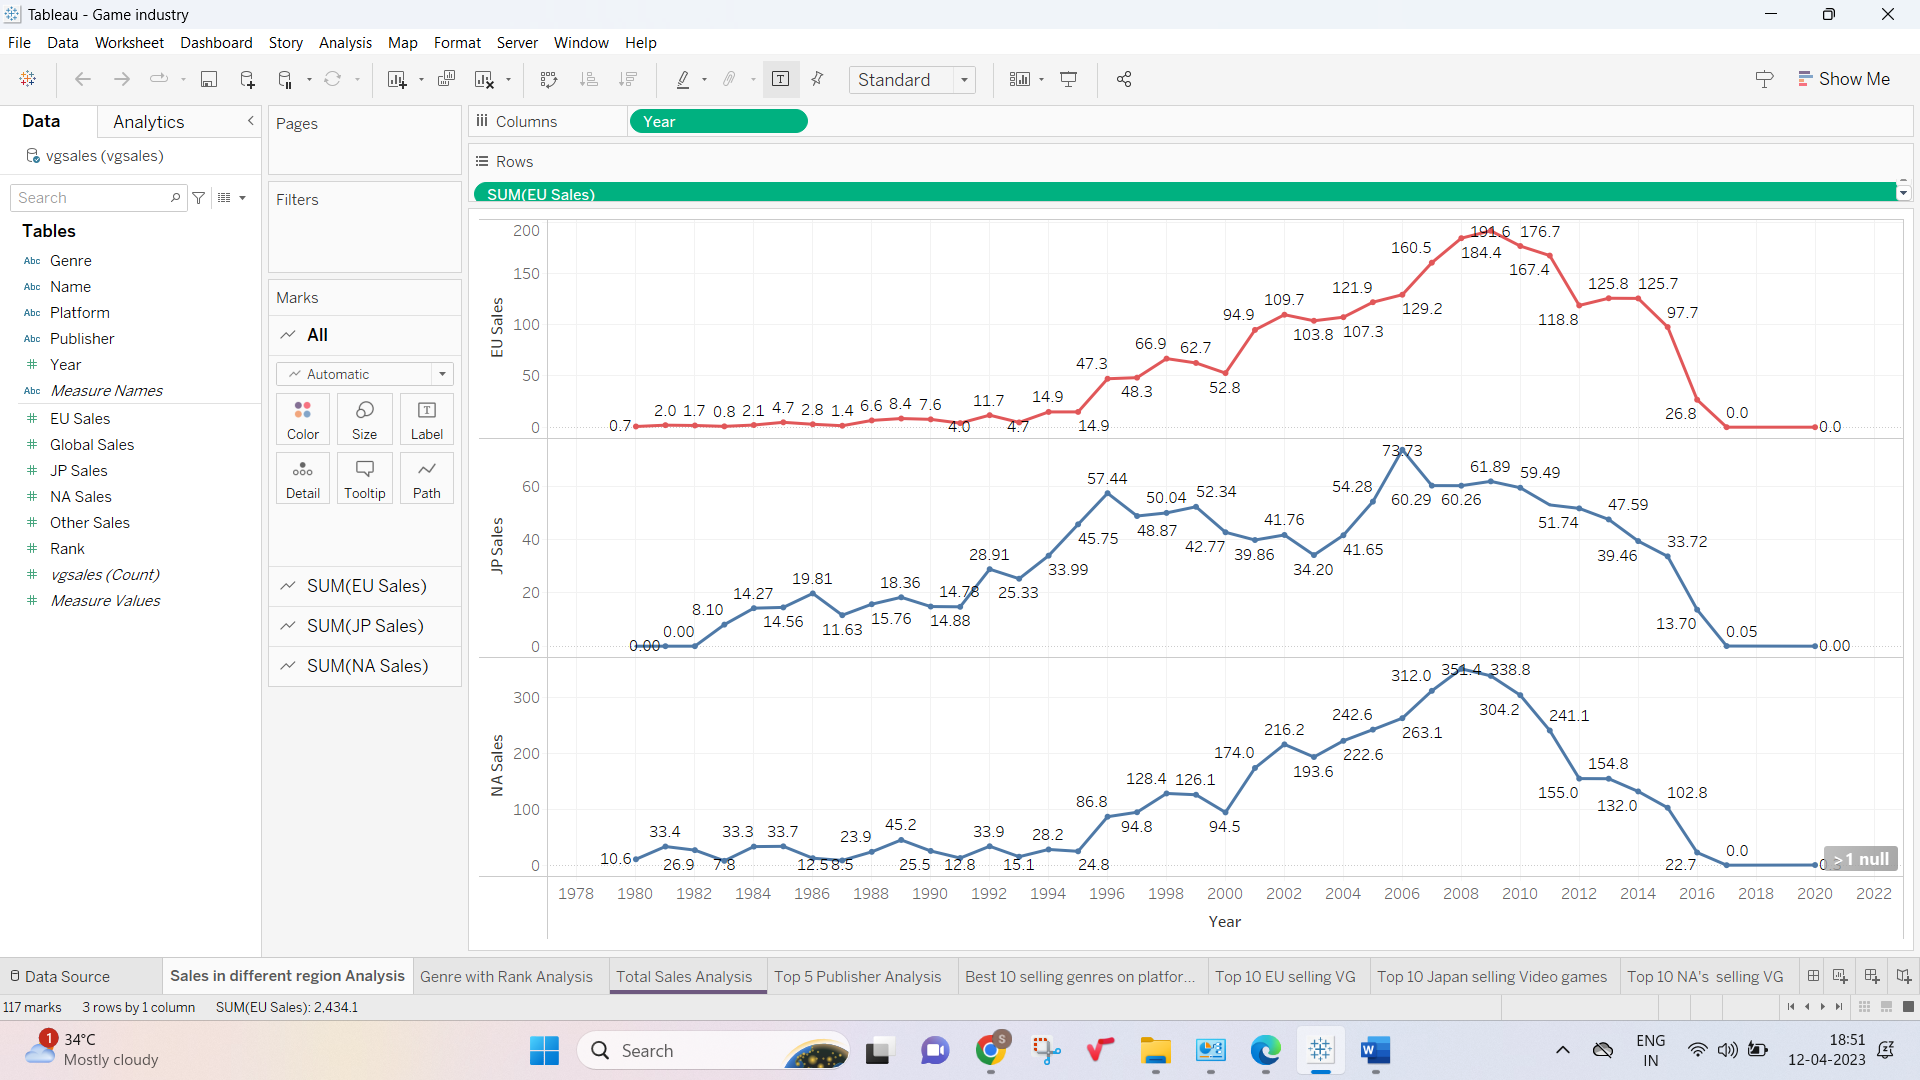 Tableau - Game industry
File Data Worksheet Dashboard Story Analysis Map Format Server Window Help
Standard
Show Me
Data Analytics
vgsales (vgsales)
Search
Tables
Abc Genre
Abc Name
Abc Platform
Abc Publisher
# Year
Abc Measure Names
# EU Sales
# Global Sales
# JP Sales
# NA Sales
# Other Sales
# Rank
# vgsales (Count)
# Measure Values
Pages
Filters
Marks
All
Automatic
Color Size Label
Detail Tooltip Path
SUM(EU Sales)
SUM(JP Sales)
SUM(NA Sales)
Columns Year
Rows
SUM(EU Sales)
EU Sales
200
150
100
50
0
0.7 2.0 1.7 0.8 2.1 4.7 2.8 1.4 6.6 8.4 7.6 4.0 11.7 4.7 14.9 14.9 47.3 48.3 66.9 62.7 52.8 94.9 109.7 103.8 107.3 121.9 129.2 160.5 184.4 191.6 176.7 167.4 118.8 125.8 125.7 97.7 26.8 0.0 0.0
JP Sales
60
40
20
0
0.00 0.00 8.10 14.27 14.56 19.81 11.63 15.76 18.36 14.88 14.78 28.91 25.33 33.99 45.75 57.44 48.87 50.04 52.34 42.77 39.86 41.76 34.20 41.65 54.28 73.73 60.29 60.26 61.89 59.49 51.74 47.59 39.46 33.72 13.70 0.05 0.00
NA Sales
300
200
100
0
10.6 33.4 26.9 7.8 33.3 33.7 12.5 8.5 23.9 45.2 25.5 12.8 33.9 15.1 28.2 24.8 86.8 94.8 128.4 126.1 94.5 174.0 216.2 193.6 222.6 242.6 263.1 312.0 351.4 338.8 304.2 241.1 155.0 154.8 132.0 102.8 22.7 0.0
>1 null
1978 1980 1982 1984 1986 1988 1990 1992 1994 1996 1998 2000 2002 2004 2006 2008 2010 2012 2014 2016 2018 2020 2022
Year
Data Source Sales in different region Analysis Genre with Rank Analysis Total Sales Analysis Top 5 Publisher Analysis Best 10 selling genres on platfor... Top 10 EU selling VG Top 10 Japan selling Video games Top 10 NA's selling VG
117 marks 3 rows by 1 column SUM(EU Sales): 2,434.1
1 34°C
Mostly cloudy
Search
S
W
ENG
IN
18:51
12-04-2023